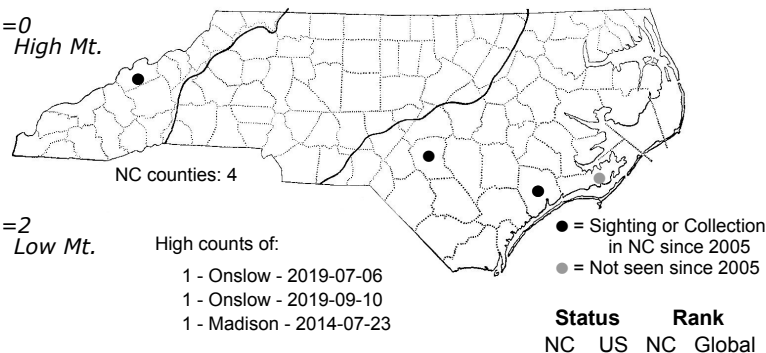 =0
High Mt.
NC counties: 4
=2
Low Mt.
High counts of:
1 - Onslow - 2019-07-06
1 - Onslow - 2019-09-10
1 - Madison - 2014-07-23
= Sighting or Collection
in NC since 2005
= Not seen since 2005
Status Rank
NC US NC Global